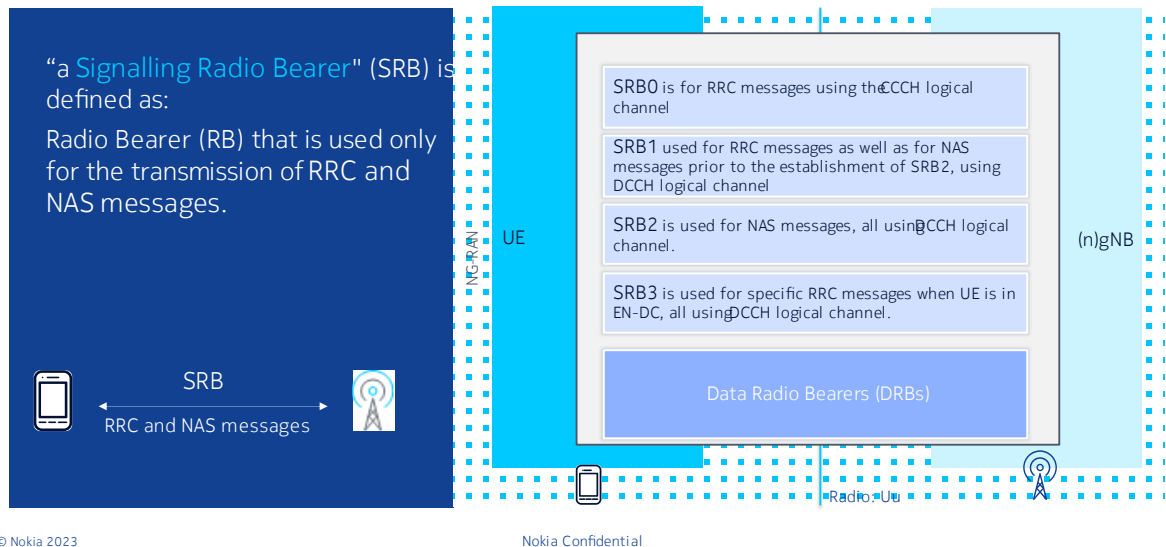 “a Signalling Radio Bearer" (SRB) is
defined as:
Radio Bearer (RB) that is used only
for the transmission of RRC and
NAS messages.
SRB
RRC and NAS messages
NG-RAN
UE
SRB0 is for RRC messages using the CCCH logical
channel
SRB1 used for RRC messages as well as for NAS
messages prior to the establishment of SRB2, using
DCCH logical channel
SRB2 is used for NAS messages, all using DCCH logical
channel.
SRB3 is used for specific RRC messages when UE is in
EN-DC, all using DCCH logical channel.
Data Radio Bearers (DRBs)
(n)gNB
Radio: Uu
© Nokia 2023
Nokia Confidential